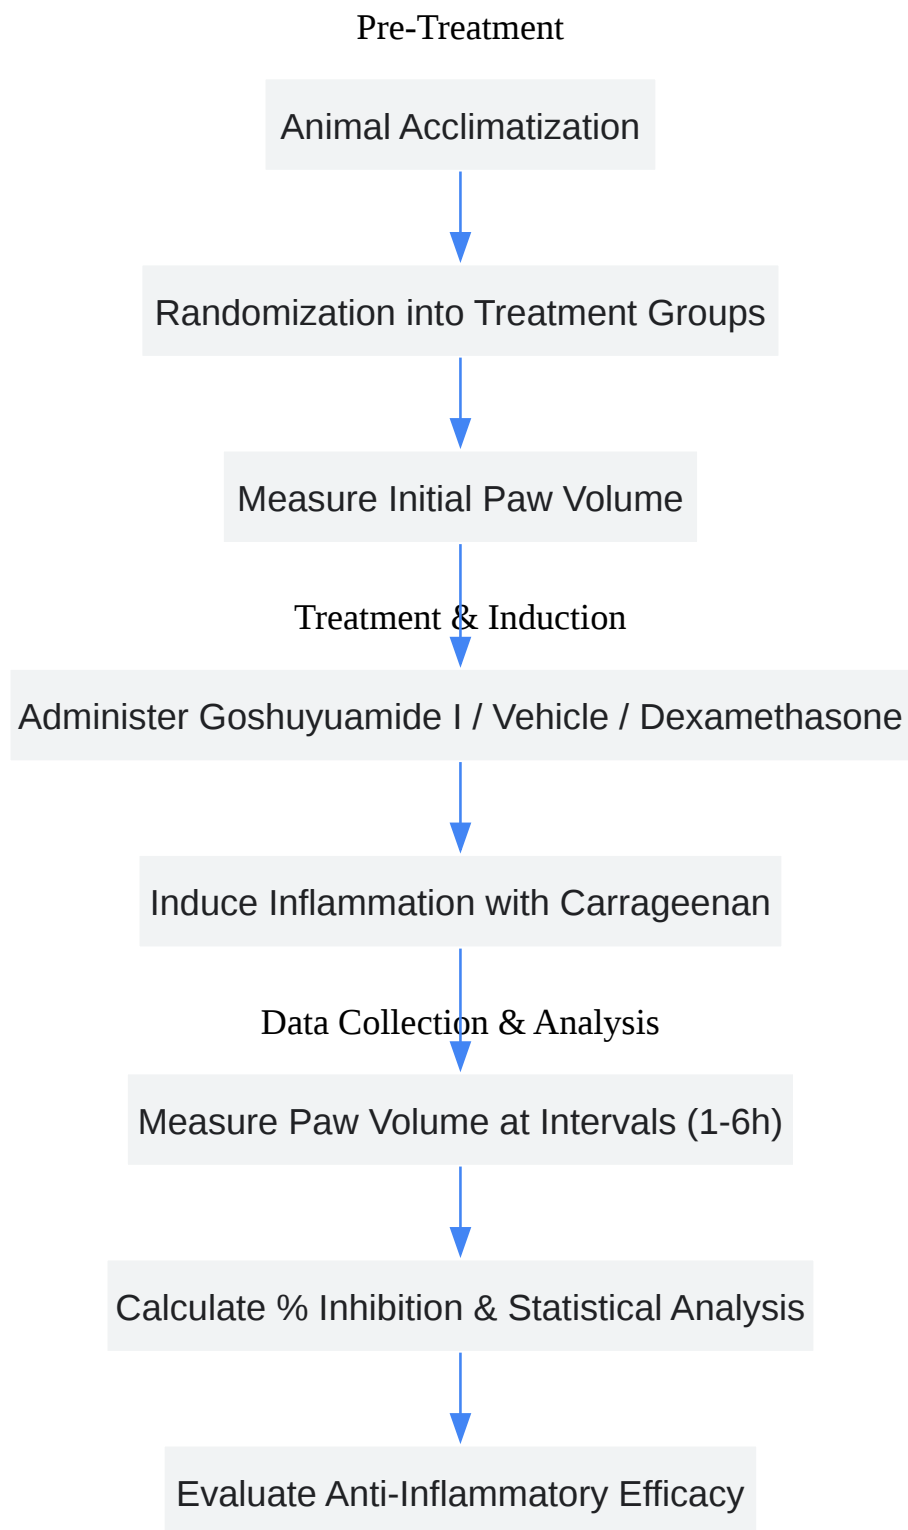 Pre-Treatment
Animal Acclimatization
Randomization into Treatment Groups
Measure Initial Paw Volume
Treatment & Induction
Administer Goshuyuamide I / Vehicle / Dexamethasone
Induce Inflammation with Carrageenan
Data Collection & Analysis
Measure Paw Volume at Intervals (1-6h)
Calculate % Inhibition & Statistical Analysis
Evaluate Anti-Inflammatory Efficacy